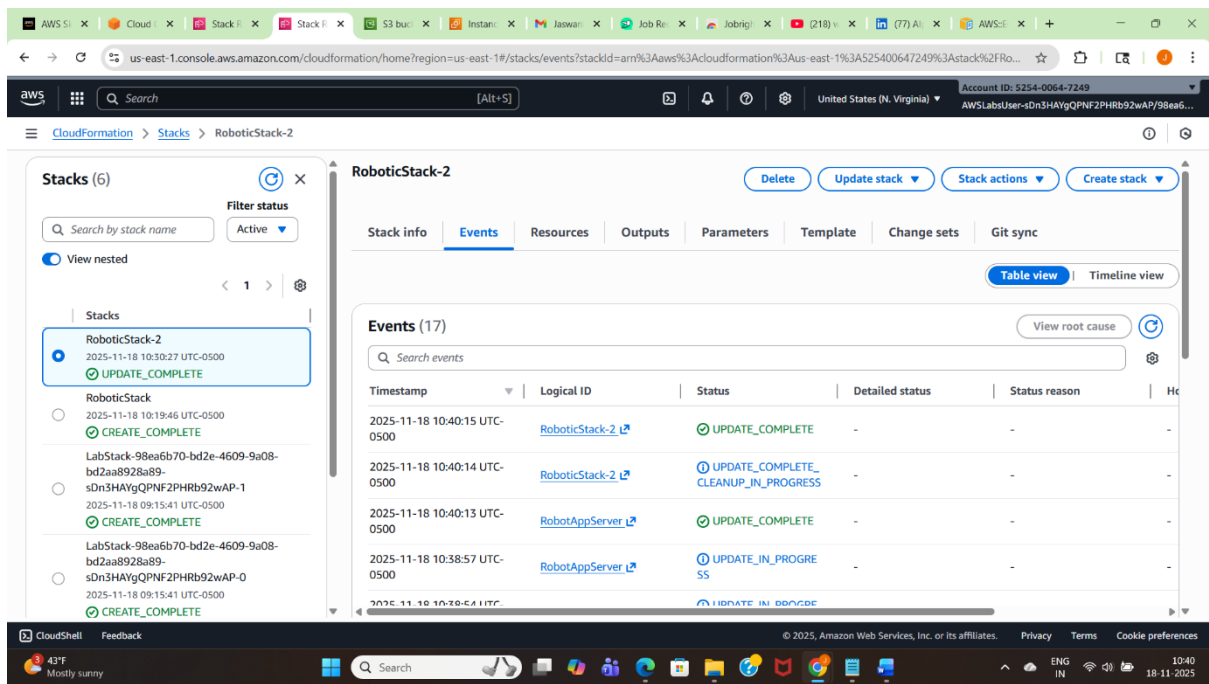 AWS Si
Cloud
Stack R
Stack R
S3 buc
Instanc
Jaswan
Job Re
Jobrigh
(218)
(77) Al
AWS::E
us-east-1.console.aws.amazon.com/cloudformation/home?region=us-east-1#/stacks/events?stackId=arn%3Aaws%3Acloudformation%3Aus-east-1%3A525400647249%3Astack%2FRo...
J
aws
Search
[Alt+S]
United States (N. Virginia)
Account ID: 5254-0064-7249
AWSLabsUser-sDn3HAYgQPNF2PHRb92wAP/98ea6...
CloudFormation > Stacks > RoboticStack-2
Stacks (6)
Filter status
Search by stack name
Active
View nested
< 1 >
Stacks
RoboticStack-2
2025-11-18 10:30:27 UTC-0500
UPDATE_COMPLETE
RoboticStack
2025-11-18 10:19:46 UTC-0500
CREATE_COMPLETE
LabStack-98ea6b70-bd2e-4609-9a08-
bd2aa8928a89-
sDn3HAYgQPNF2PHRb92wAP-1
2025-11-18 09:15:41 UTC-0500
CREATE_COMPLETE
LabStack-98ea6b70-bd2e-4609-9a08-
bd2aa8928a89-
sDn3HAYgQPNF2PHRb92wAP-0
2025-11-18 09:15:41 UTC-0500
CREATE_COMPLETE
RoboticStack-2
Delete
Update stack
Stack actions
Create stack
Stack info
Events
Resources
Outputs
Parameters
Template
Change sets
Git sync
Table view
Timeline view
Events (17)
View root cause
Search events
Timestamp
Logical ID
Status
Detailed status
Status reason
2025-11-18 10:40:15 UTC-
0500
RoboticStack-2
UPDATE_COMPLETE
-
-
-
2025-11-18 10:40:14 UTC-
0500
RoboticStack-2
UPDATE_COMPLETE_
CLEANUP_IN_PROGRESS
-
-
-
2025-11-18 10:40:13 UTC-
0500
RobotAppServer
UPDATE_COMPLETE
-
-
-
2025-11-18 10:38:57 UTC-
0500
RobotAppServer
UPDATE_IN_PROGRE
SS
-
-
-
2025-11-18 10:38:54 UTC-
UPDATE_IN_PROGRE
CloudShell
Feedback
© 2025, Amazon Web Services, Inc. or its affiliates.
Privacy
Terms
Cookie preferences
3
43°F
Mostly sunny
Search
ENG
IN
10:40
18-11-2025